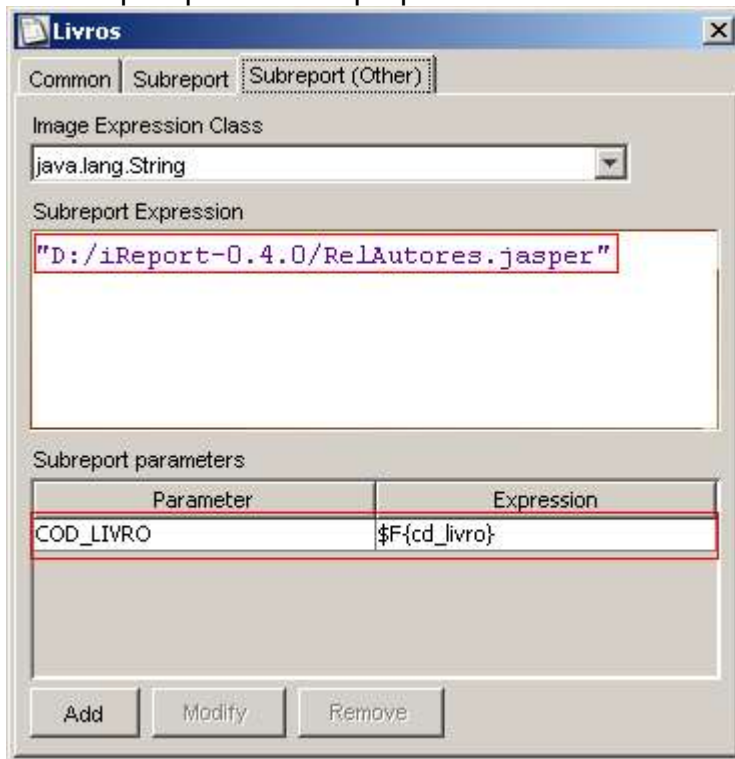 Livros
Common Subreport Subreport (Other)
Image Expression Class
java.lang.String
Subreport Expression
"D:/iReport-0.4.0/RelAutores.jasper"
Subreport parameters
Parameter Expression
COD_LIVRO $F{cd_livro}
Add Modify Remove